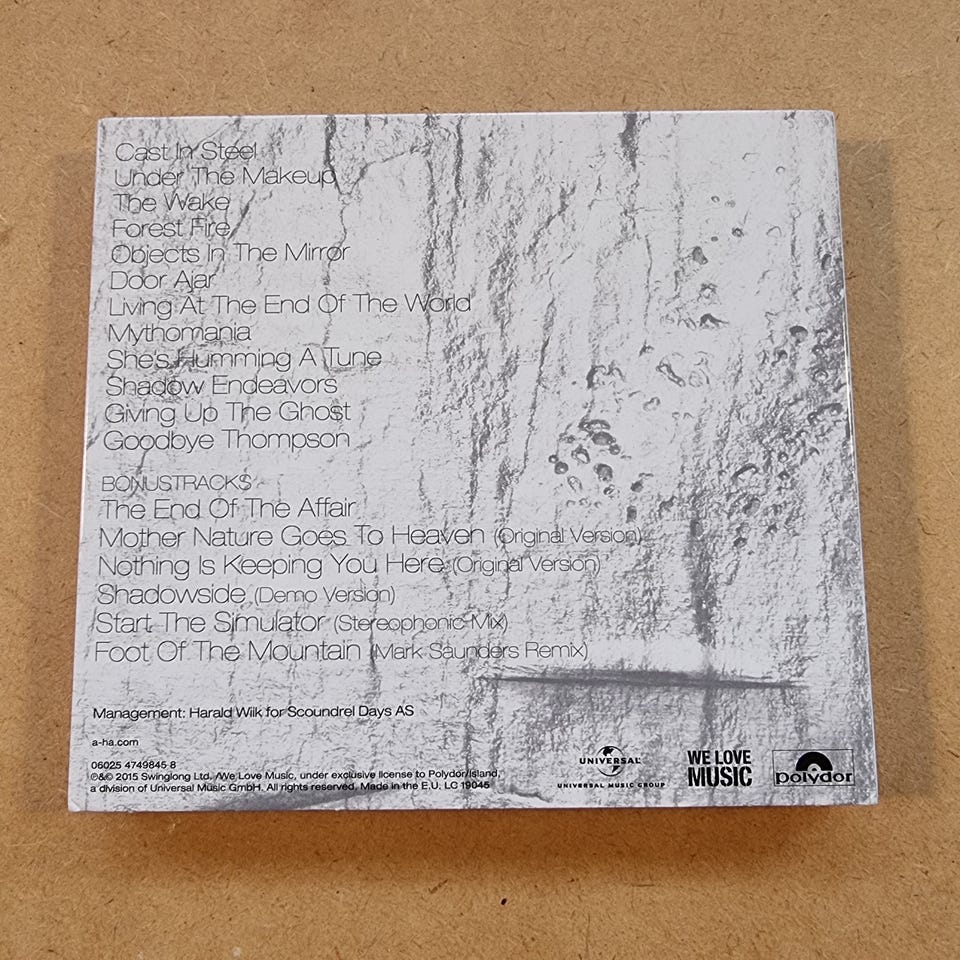 Cast In Steel
Under The Makeup
The Wake
Forest Fire
Objects In The Mirror
Door Ajar
Living At The End Of The World
Mythomania
She's Humming A Tune
Shadow Endeavors
Giving Up The Ghost
Goodbye Thompson
BONUSTRACKS
The End Of The Affair
Mother Nature Goes To Heaven (Original Version)
Nothing Is Keeping You Here (Original Version)
Shadowside (Demo Version)
Start The Simulator (Stereophonic Mix)
Foot Of The Mountain (Mark Saunders Remix)
Management: Harald Wiik for Scoundrel Days AS
a-ha.com
06025 4749845 8
℗&© 2015 Swinglong Ltd. /We Love Music, under exclusive license to Polydor/Island,
a division of Universal Music GmbH. All rights reserved. Made in the E.U. LC 19045
UNIVERSAL
UNIVERSAL MUSIC GROUP
WE LOVE
MUSIC
polydor